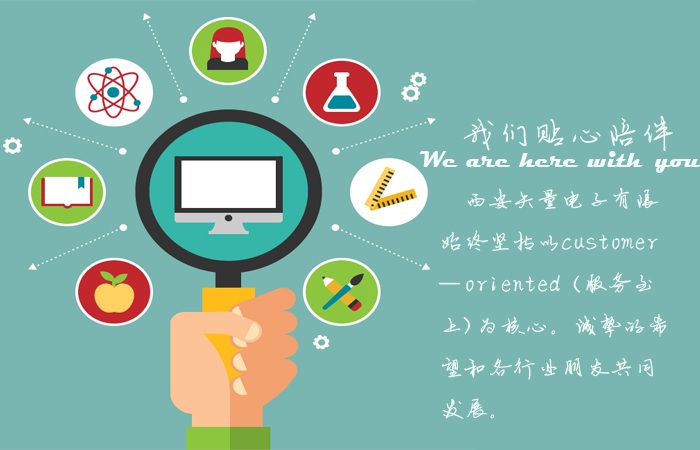 我们贴心陪伴
We are here with you
西安矢量电子有限
始终坚持以customer
—oriented（服务至
上)为核心。诚挚的希
望和各行业朋友共同
发展。